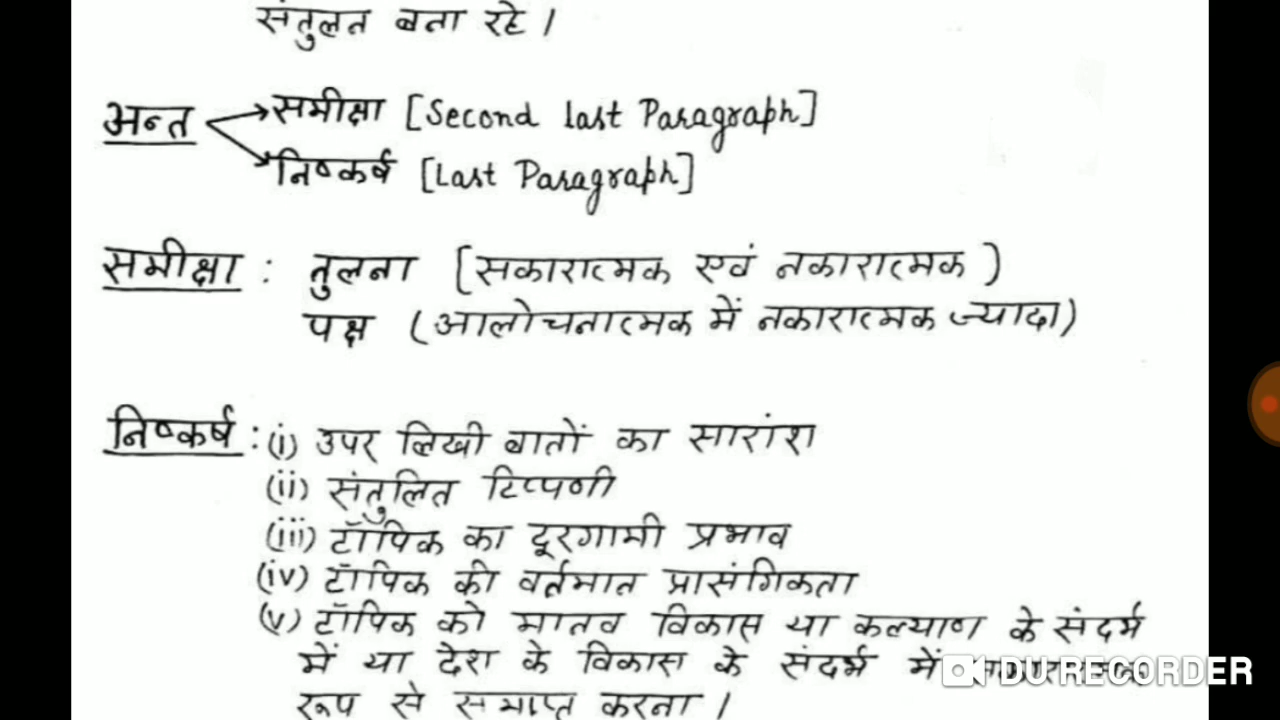 संतुलन बना रहे।
अन्त
समीक्षा [Second last Paragraph]
निष्कर्ष [Last Paragraph]
समीक्षा : तुलना [सकारात्मक एवं नकारात्मक)
पक्ष (आलोचनात्मक में नकारात्मक ज्यादा)
निष्कर्ष : (i) उपर लिखी बातों का सारांश
(ii) संतुलित टिप्पणी
(iii) टॉपिक का दूरगामी प्रभाव
(iv) टॉपिक की वर्तमान प्रासंगिकता
(v) टॉपिक को मानव विकास या कल्याण के संदर्भ
में या देश के विकास के संदर्भ में
DU RECORDER
रूप से समाप्त करना।